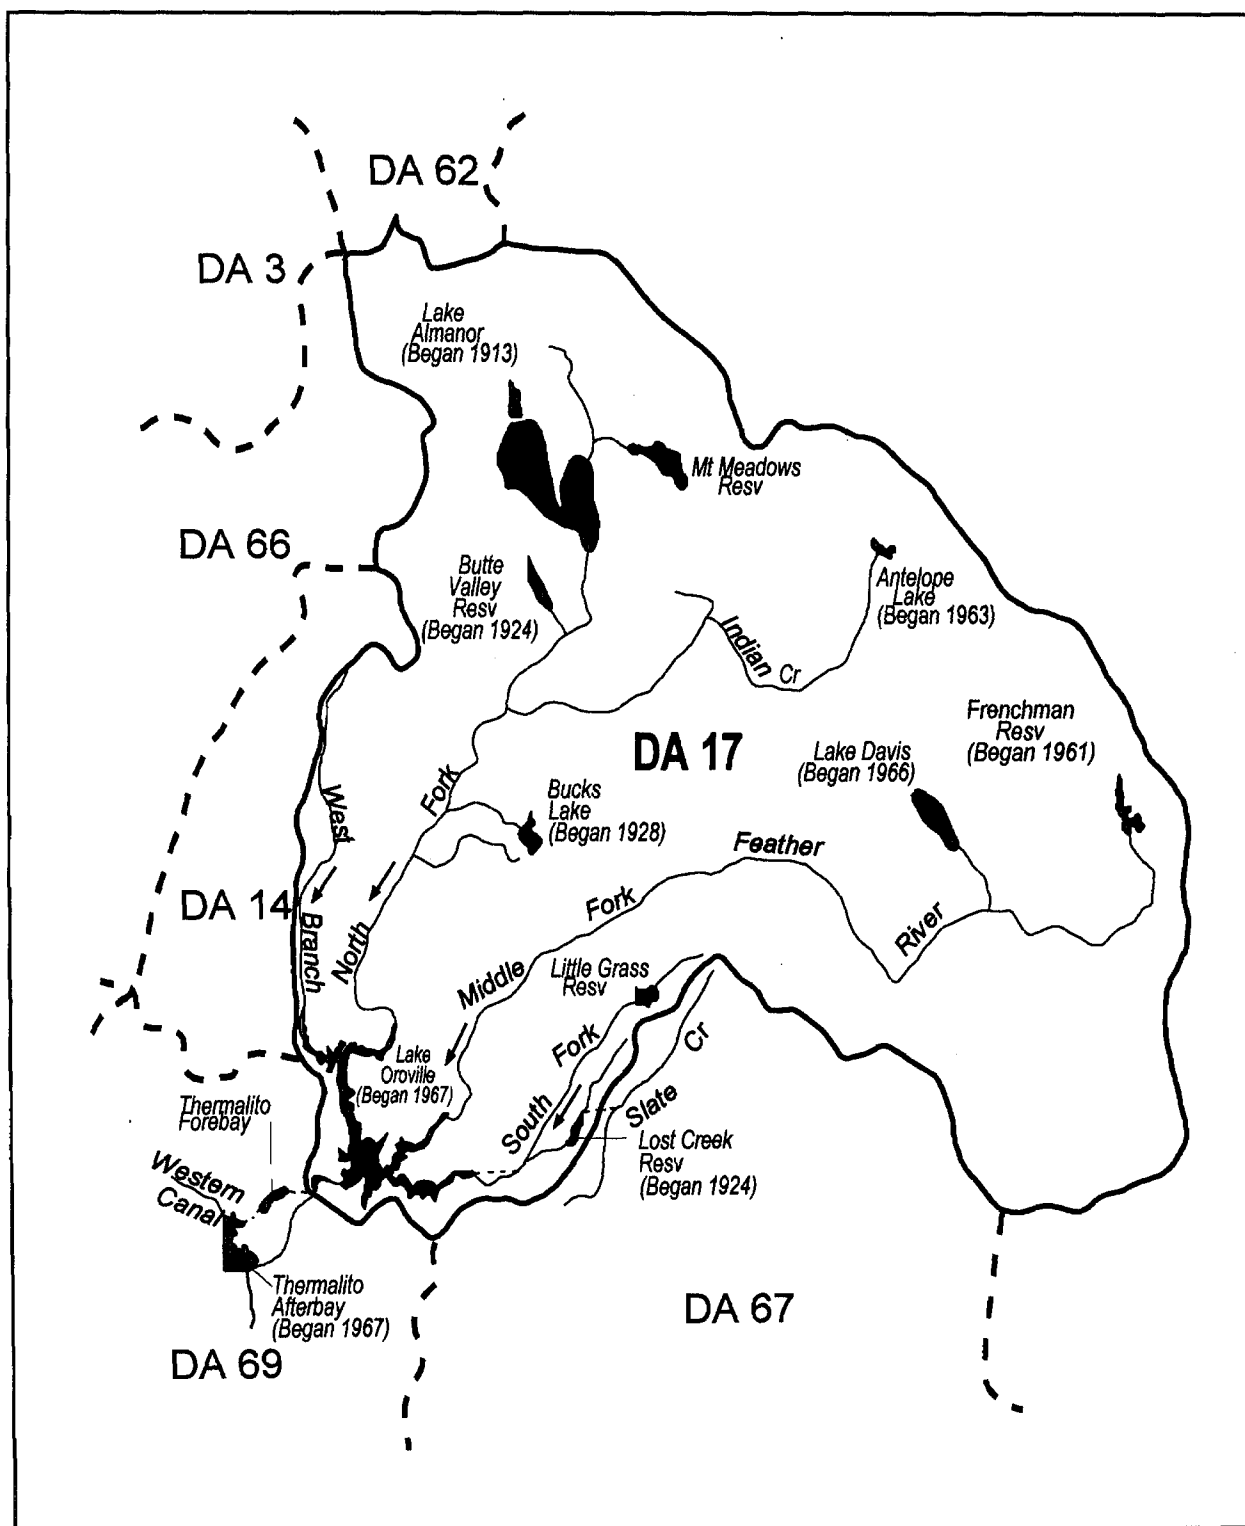 DA 62
DA 3
Lake
Almanor
(Began 1913)
Mt Meadows
Resv
DA 66
Butte
Valley
Resv
(Began 1924)
Antelope
Lake
(Began 1963)
Indian Cr
Frenchman
Resv
(Began 1961)
DA 17
Lake Davis
(Began 1966)
Bucks
Lake
(Began 1928)
West
Branch
DA 14
North
Fork
Middle
Fork
Feather
River
Little Grass
Resv
South
Fork
Slate
Cr
Lake
Oroville
(Began 1967)
Lost Creek
Resv
(Began 1924)
Thermalito
Forebay
Western
Canal
Thermalito
Afterbay
(Began 1967)
DA 67
DA 69